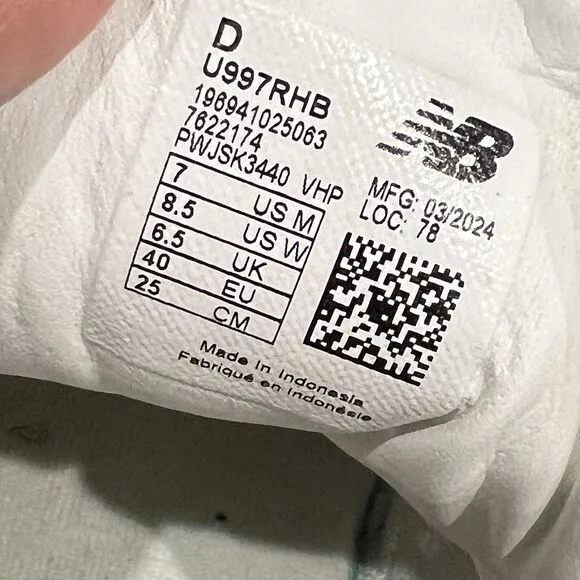 D
U997RHB
196941025063
7622174
PWJSK3440 VHP
7 US M
8.5 US W
6.5 UK
40 EU
25 CM
NB
MFG: 03/2024
LOC: 78
Made in Indonesia
Fabriqué en Indonésie